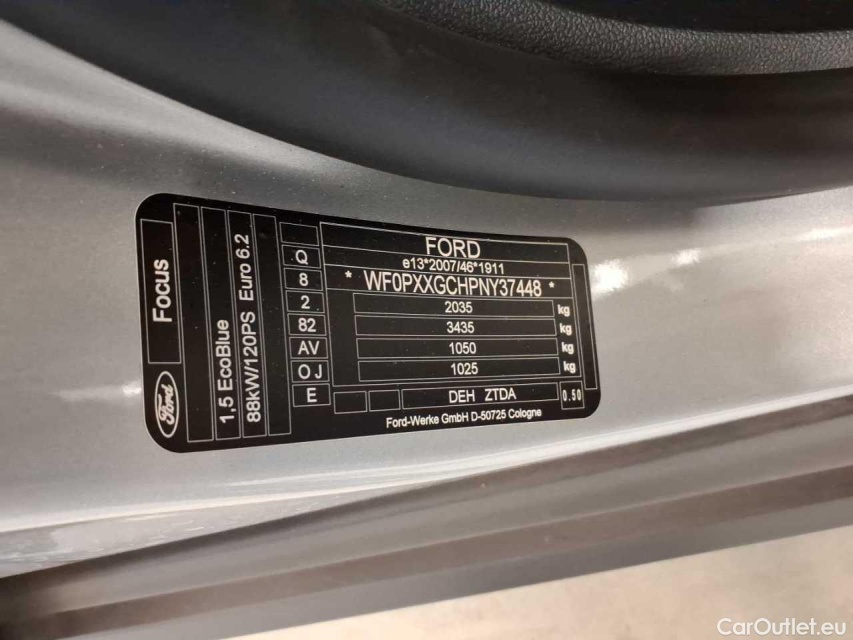 Focus
Ford
1,5 EcoBlue
88kW/120PS Euro 6.2
Q
8
2
82
AV
O J
E
FORD
e13*2007/46*1911
* WF0PXXGCHPNY37448 *
2035 kg
3435 kg
1050 kg
1025 kg
DEH ZTDA 0.50
Ford-Werke GmbH D-50725 Cologne
CarOutlet.eu